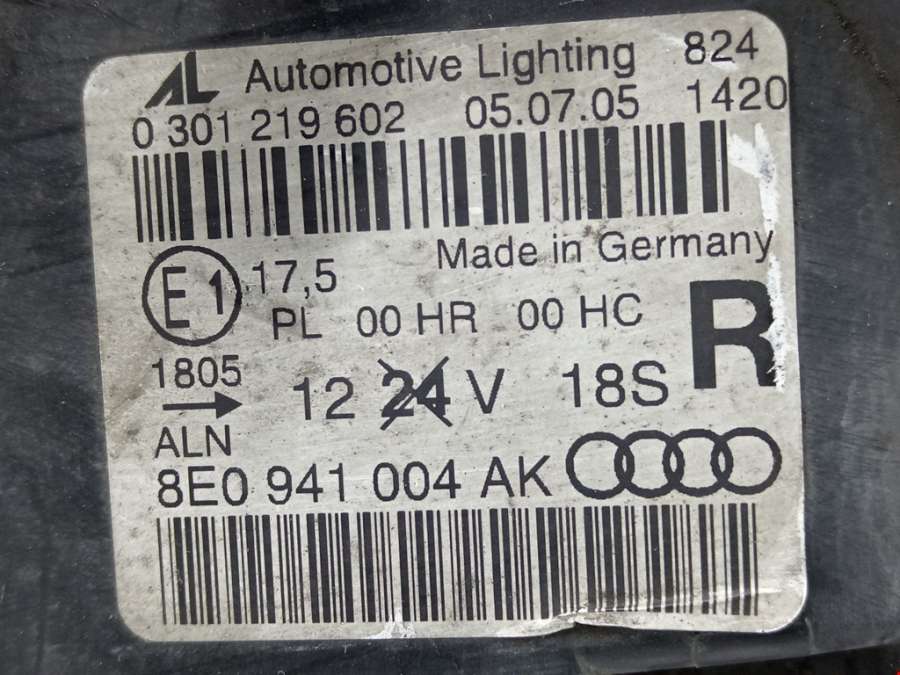 AL Automotive Lighting 824
0 301 219 602 05.07.05 1420
Made in Germany
E1 17,5
PL 00 HR 00 HC R
1805
12 24 V 18S
ALN
8E0 941 004 AK